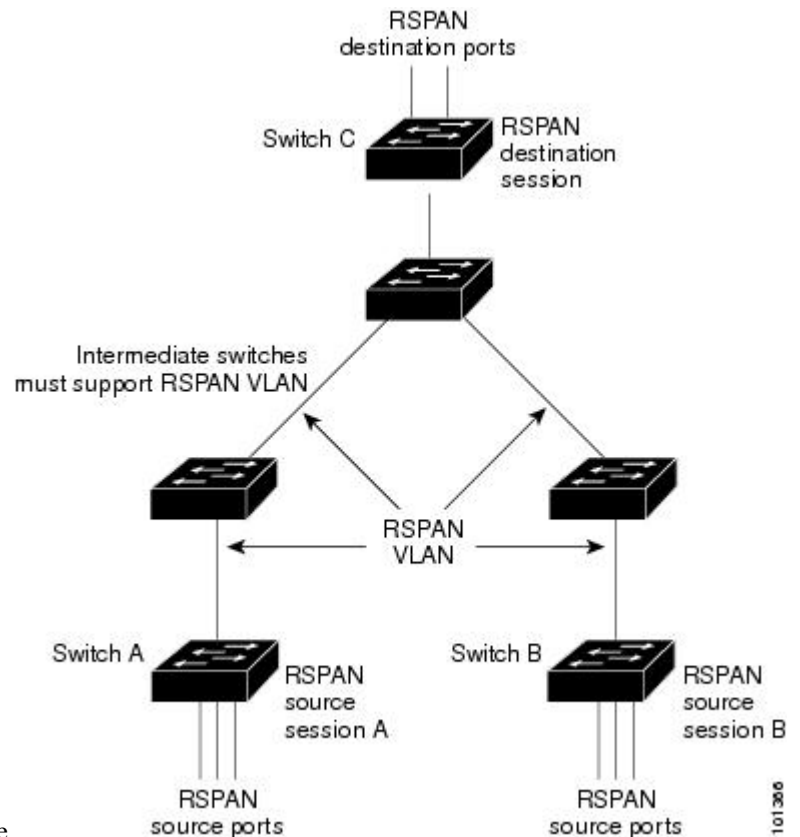 RSPAN
destination ports
Switch C
RSPAN
destination
session
Intermediate switches
must support RSPAN VLAN
RSPAN
VLAN
Switch A
RSPAN
source
session A
Switch B
RSPAN
source
session B
RSPAN
source ports
RSPAN
source ports
101366
e